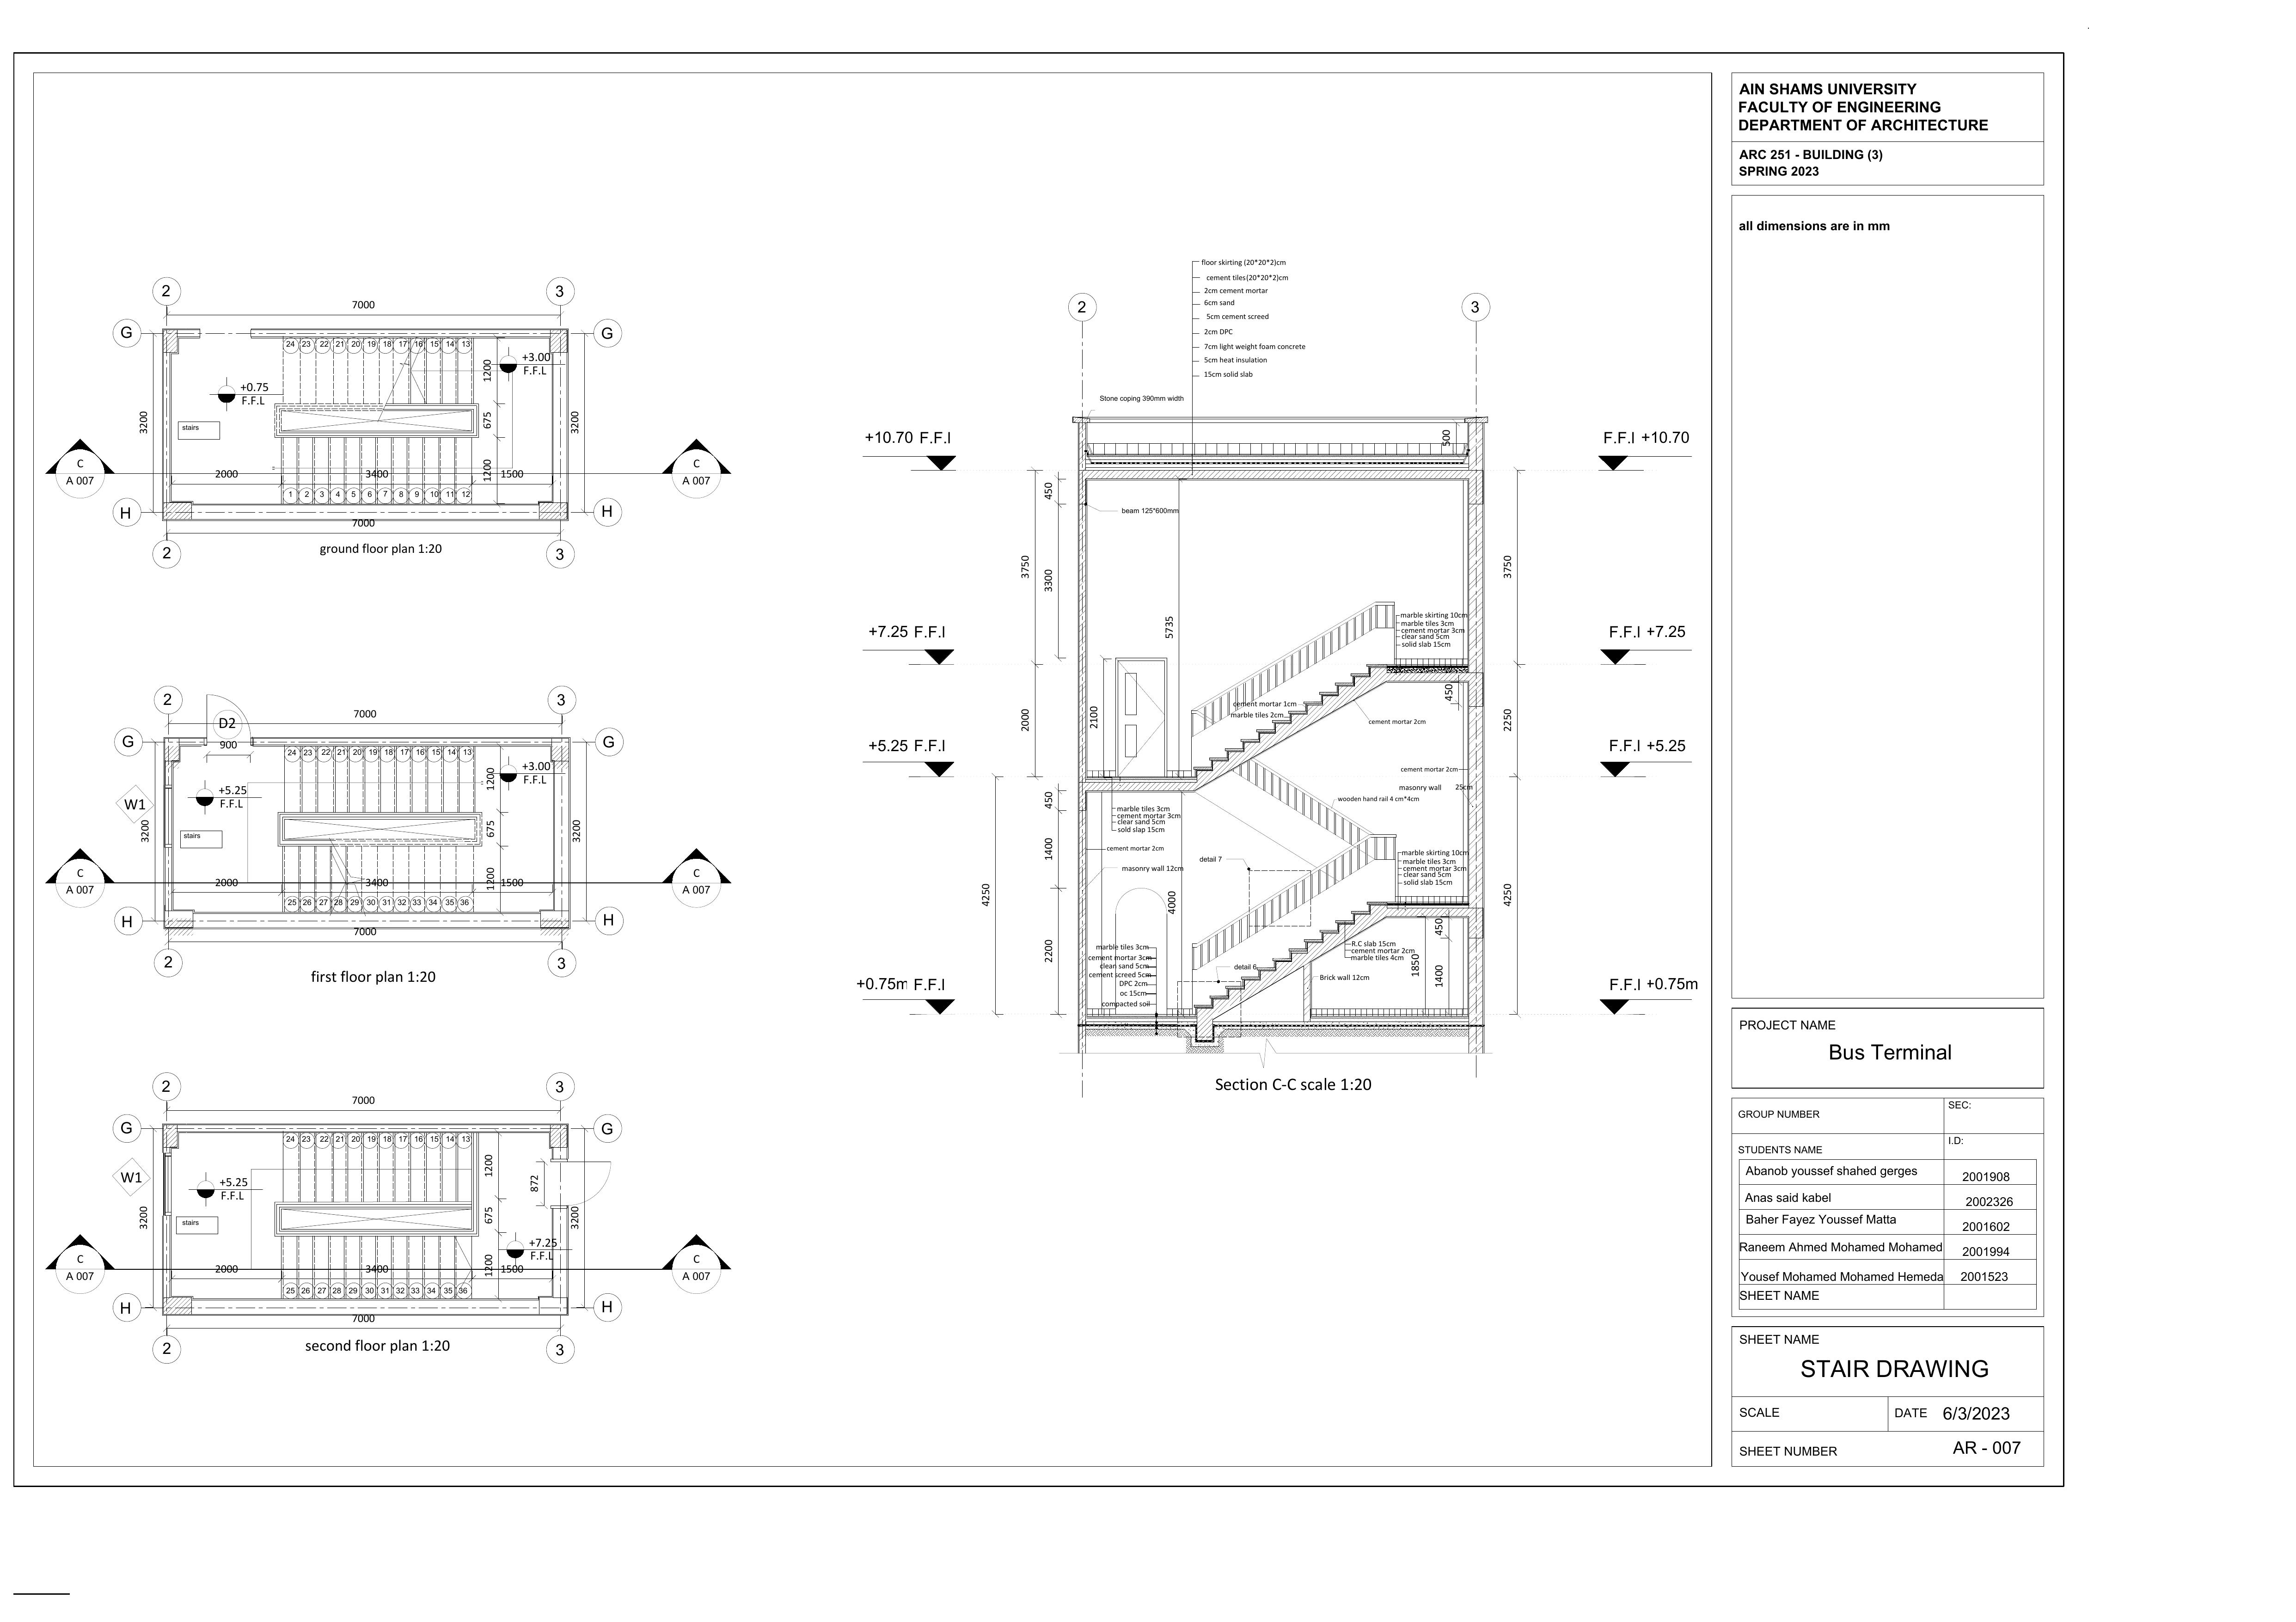 2
3
7000
G
G
24 23 22 21 20 19 18 17 16 15 14 13
+3.00
F.F.L
1200
+0.75
F.F.L
3200
675
3200
stairs
C
A 007
2000
3400
1200
1500
C
A 007
1 2 3 4 5 6 7 8 9 10 11 12
H
H
7000
2
3
ground floor plan 1:20
2
3
7000
D2
900
G
G
24 23 22 21 20 19 18 17 16 15 14 13
+3.00
F.F.L
1200
+5.25
F.F.L
W1
3200
675
3200
stairs
C
A 007
2000
3400
1200
1500
C
A 007
25 26 27 28 29 30 31 32 33 34 35 36
H
H
7000
2
3
first floor plan 1:20
2
3
7000
G
G
24 23 22 21 20 19 18 17 16 15 14 13
1200
W1
+5.25
F.F.L
872
3200
675
3200
stairs
+7.25
F.F.L
C
A 007
2000
3400
1200
1500
C
A 007
25 26 27 28 29 30 31 32 33 34 35 36
H
H
7000
2
3
second floor plan 1:20
floor skirting (20*20*2)cm
cement tiles(20*20*2)cm
2cm cement mortar
6cm sand
5cm cement screed
2cm DPC
7cm light weight foam concrete
5cm heat insulation
15cm solid slab
2
3
Stone coping 390mm width
+10.70 F.F.l
500
F.F.l +10.70
450
beam 125*600mm
3750
3300
3750
5735
marble skirting 10cm
marble tiles 3cm
cement mortar 3cm
clear sand 5cm
solid slab 15cm
+7.25 F.F.l
F.F.l +7.25
450
2000
2100
cement mortar 1cm
marble tiles 2cm
cement mortar 2cm
2250
+5.25 F.F.l
F.F.l +5.25
cement mortar 2cm
masonry wall 25cm
wooden hand rail 4 cm*4cm
450
marble tiles 3cm
cement mortar 3cm
clear sand 5cm
sold slap 15cm
cement mortar 2cm
1400
masonry wall 12cm
detail 7
marble skirting 10cm
marble tiles 3cm
cement mortar 3cm
clear sand 5cm
solid slab 15cm
4250
4000
4250
2200
450
R.C slab 15cm
cement mortar 2cm
marble tiles 4cm
1850
1400
marble tiles 3cm
cement mortar 3cm
clean sand 5cm
cement screed 5cm
DPC 2cm
oc 15cm
compacted soil
detail 6
Brick wall 12cm
+0.75m F.F.l
F.F.l +0.75m
Section C-C scale 1:20
AIN SHAMS UNIVERSITY
FACULTY OF ENGINEERING
DEPARTMENT OF ARCHITECTURE
ARC 251 - BUILDING (3)
SPRING 2023
all dimensions are in mm
PROJECT NAME
Bus Terminal
GROUP NUMBER
SEC:
STUDENTS NAME
I.D:
Abanob youssef shahed gerges 2001908
Anas said kabel 2002326
Baher Fayez Youssef Matta 2001602
Raneem Ahmed Mohamed Mohamed 2001994
Yousef Mohamed Mohamed Hemeda 2001523
SHEET NAME
SHEET NAME
STAIR DRAWING
SCALE
DATE 6/3/2023
SHEET NUMBER
AR - 007